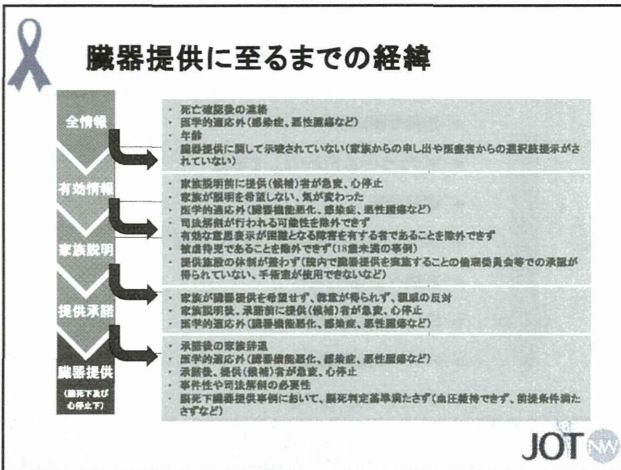 臓器提供に至るまでの経緯
全情報
・ 死亡確認後の連絡
・ 医学的適応外(感染症、悪性腫瘍など)
・ 年齢
・ 臓器提供に関して示唆されていない(家族からの申し出や医療者からの選択肢提示がさ
れていない)
有効情報
・ 家族説明前に提供(候補)者が急変、心停止
・ 家族が説明を希望しない、気が変わった
・ 医学的適応外(臓器機能悪化、感染症、悪性腫瘍など)
・ 司法解剖が行われる可能性を除外できず
・ 有効な意思表示が困難となる障害を有する者であることを除外できず
・ 被虐待児であることを除外できず(18歳未満の事例)
・ 提供施設の体制が整わず(院内で臓器提供を実施することの倫理委員会等での承認が
得られていない、手術室が使用できないなど)
家族説明
・ 家族が臓器提供を希望せず、総意が得られず、親戚の反対
・ 家族説明後、承諾前に提供(候補)者が急変、心停止
・ 医学的適応外(臓器機能悪化、感染症、悪性腫瘍など)
提供承諾
・ 承諾後の家族辞退
・ 医学的適応外(臓器機能悪化、感染症、悪性腫瘍など)
・ 承諾後、提供(候補)者が急変、心停止
・ 事件性や司法解剖の必要性
・ 脳死下臓器提供事例において、脳死判定基準満たさず(血圧維持できず、前提条件満た
さずなど)
臓器提供
(脳死下及び
心停止下)
JOT NW